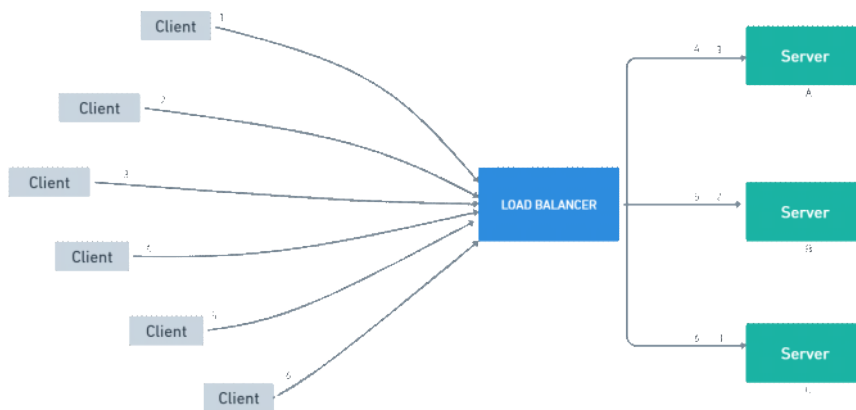 Client 1
Client 2
Client 3
Client
Client 5
Client 6
LOAD BALANCER
4
Server
A
5 2
Server
B
6
Server